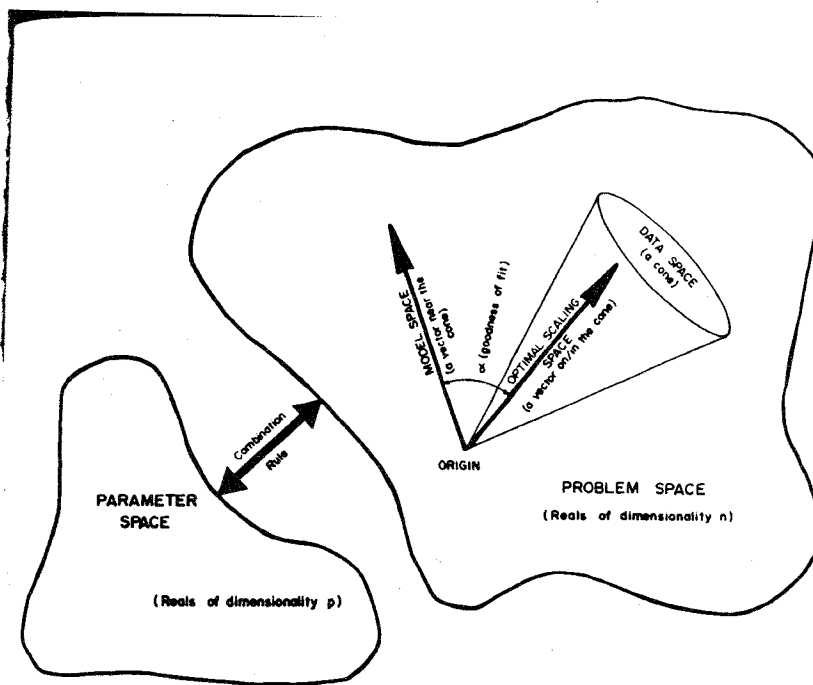 MODEL SPACE
(a vector near the
cone)
α (goodness of fit)
OPTIMAL SCALING
SPACE
(a vector on/in the cone)
DATA SPACE
(a cone)
ORIGIN
Combination
Rule
PARAMETER
SPACE
(Reals of dimensionality p)
PROBLEM SPACE
(Reals of dimensionality n)